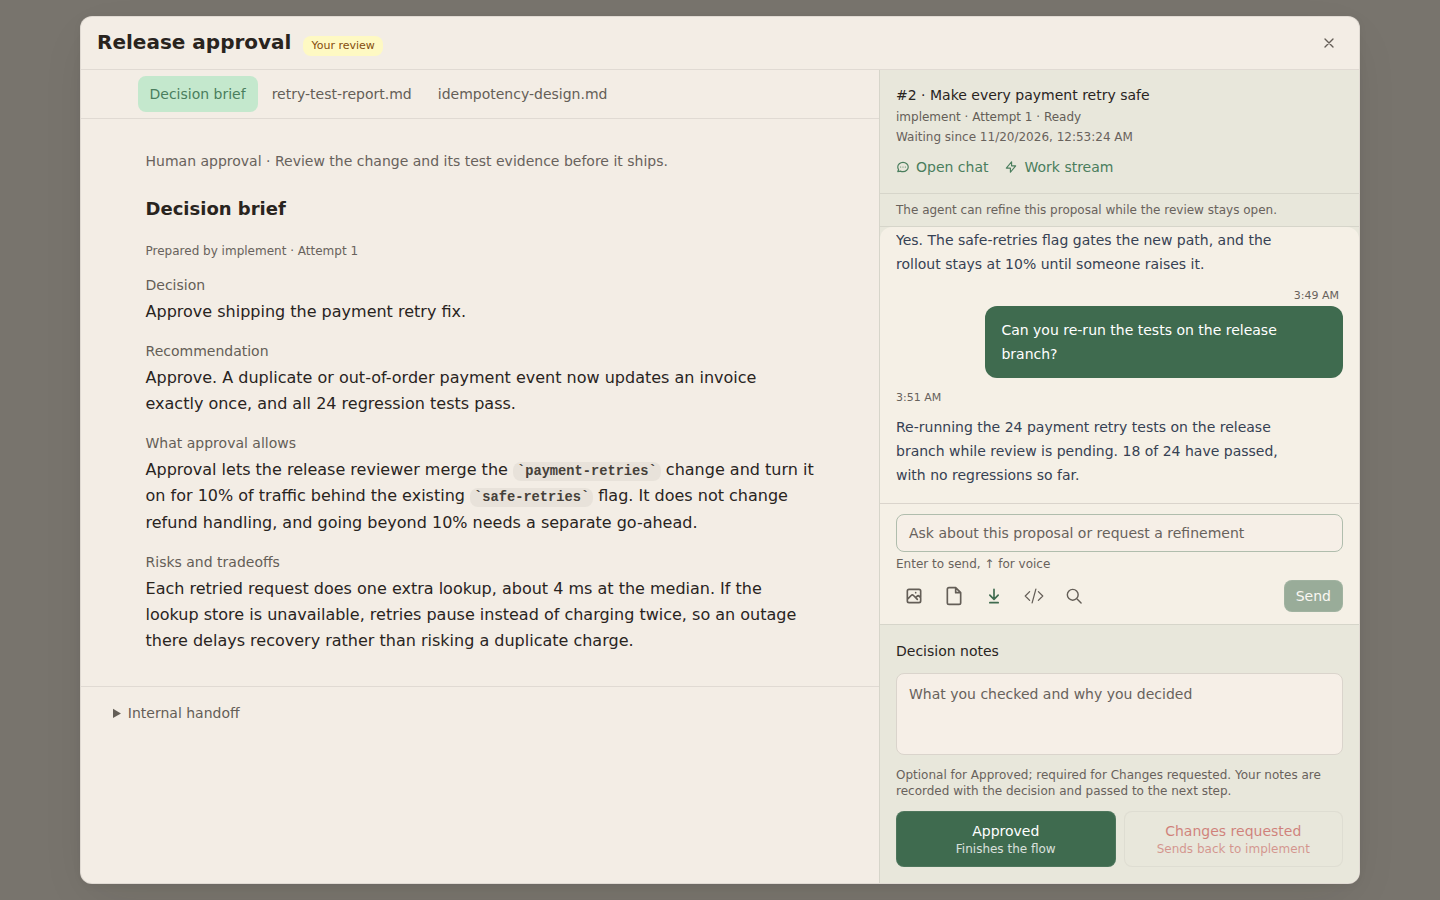 Release approval
Your review
Decision brief
retry-test-report.md
idempotency-design.md
Human approval · Review the change and its test evidence before it ships.
Decision brief
Prepared by implement · Attempt 1
Decision
Approve shipping the payment retry fix.
Recommendation
Approve. A duplicate or out-of-order payment event now updates an invoice
exactly once, and all 24 regression tests pass.
What approval allows
Approval lets the release reviewer merge the `payment-retries` change and turn it
on for 10% of traffic behind the existing `safe-retries` flag. It does not change
refund handling, and going beyond 10% needs a separate go-ahead.
Risks and tradeoffs
Each retried request does one extra lookup, about 4 ms at the median. If the
lookup store is unavailable, retries pause instead of charging twice, so an outage
there delays recovery rather than risking a duplicate charge.
Internal handoff
#2 · Make every payment retry safe
implement · Attempt 1 · Ready
Waiting since 11/20/2026, 12:53:24 AM
Open chat
Work stream
The agent can refine this proposal while the review stays open.
Yes. The safe-retries flag gates the new path, and the
rollout stays at 10% until someone raises it.
3:49 AM
Can you re-run the tests on the release
branch?
3:51 AM
Re-running the 24 payment retry tests on the release
branch while review is pending. 18 of 24 have passed,
with no regressions so far.
Ask about this proposal or request a refinement
Enter to send, ↑ for voice
Send
Decision notes
What you checked and why you decided
Optional for Approved; required for Changes requested. Your notes are
recorded with the decision and passed to the next step.
Approved
Finishes the flow
Changes requested
Sends back to implement